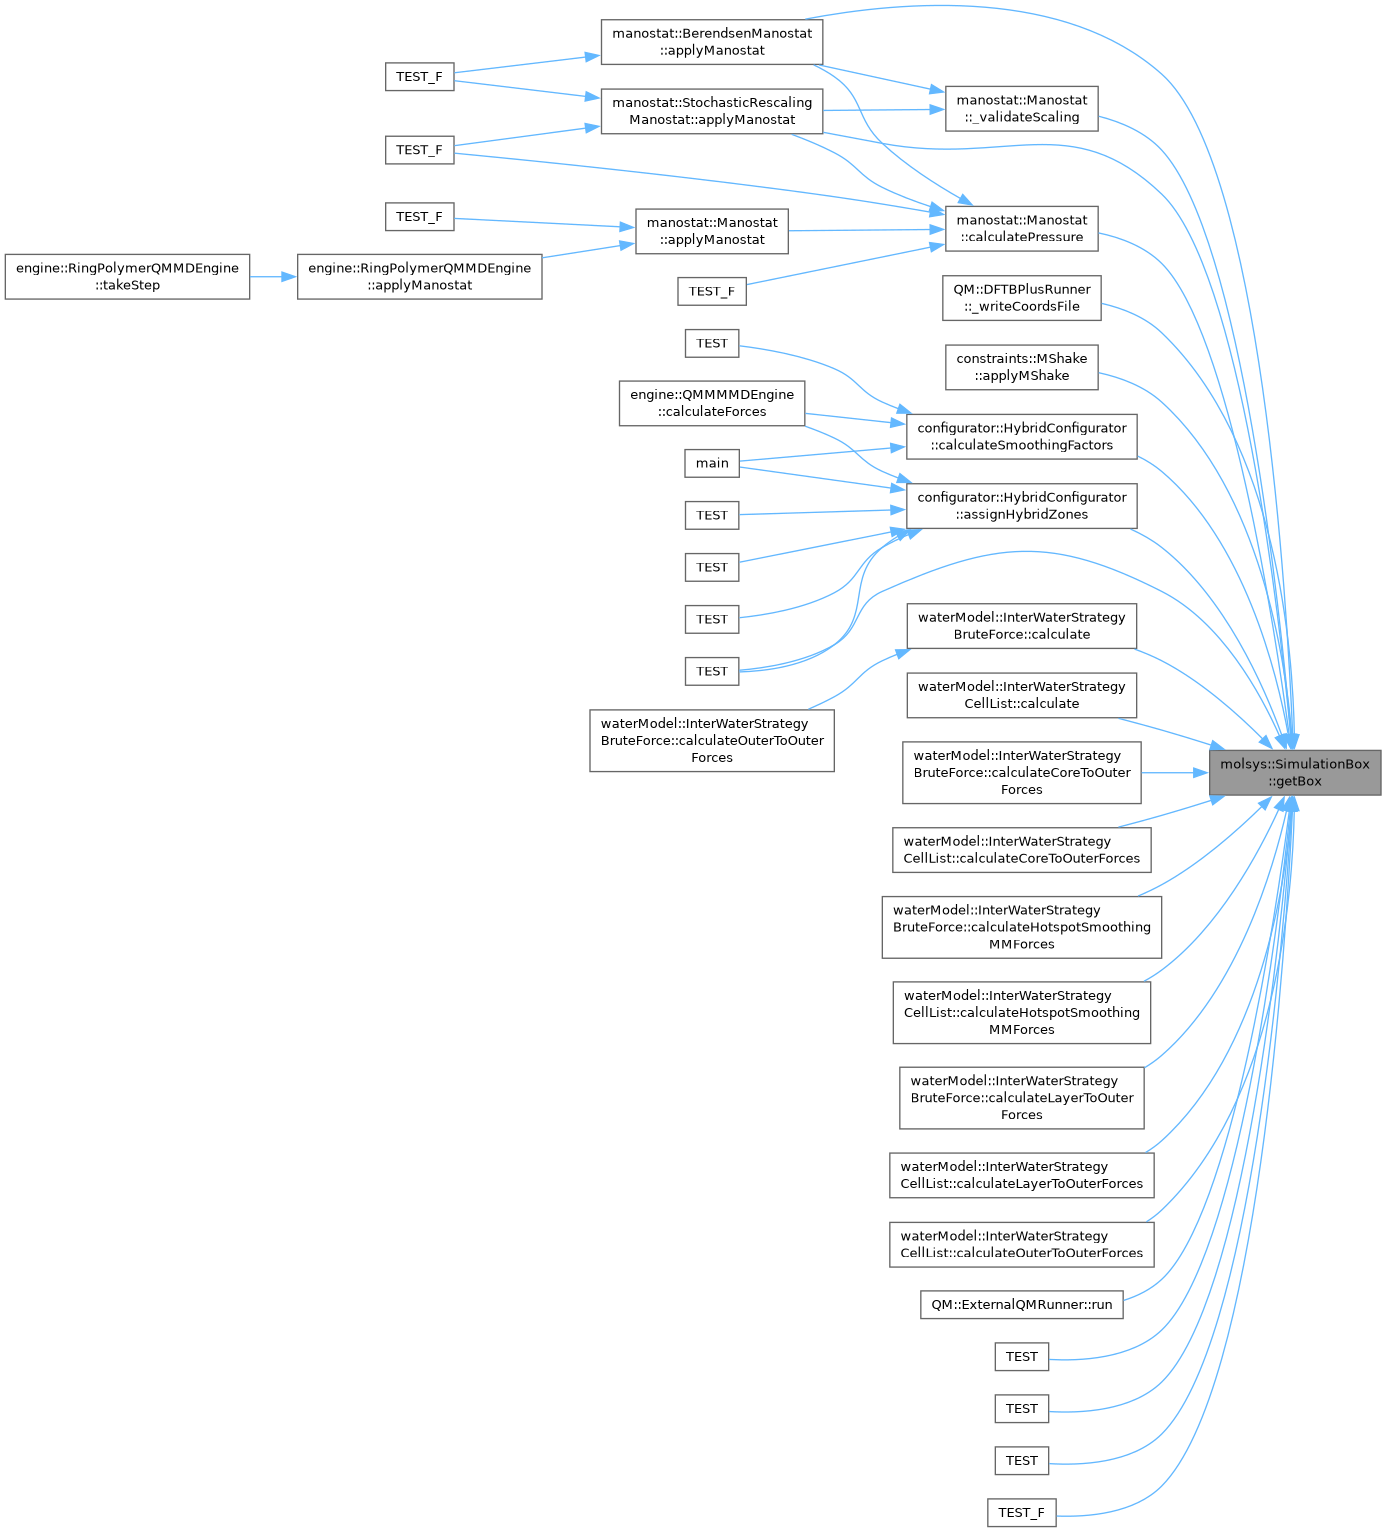 manostat::BerendsenManostat
::applyManostat
TEST_F
manostat::StochasticRescaling
Manostat::applyManostat
manostat::Manostat
::_validateScaling
TEST_F
TEST_F
manostat::Manostat
::applyManostat
manostat::Manostat
::calculatePressure
engine::RingPolymerQMMDEngine
::takeStep
engine::RingPolymerQMMDEngine
::applyManostat
TEST_F
QM::DFTBPlusRunner
::_writeCoordsFile
TEST
constraints::MShake
::applyMShake
engine::QMMMMDEngine
::calculateForces
configurator::HybridConfigurator
::calculateSmoothingFactors
main
configurator::HybridConfigurator
::assignHybridZones
TEST
TEST
TEST
waterModel::InterWaterStrategy
BruteForce::calculate
TEST
waterModel::InterWaterStrategy
CellList::calculate
waterModel::InterWaterStrategy
BruteForce::calculateOuterToOuter
Forces
waterModel::InterWaterStrategy
BruteForce::calculateCoreToOuter
Forces
molsys::SimulationBox
::getBox
waterModel::InterWaterStrategy
CellList::calculateCoreToOuterForces
waterModel::InterWaterStrategy
BruteForce::calculateHotspotSmoothing
MMForces
waterModel::InterWaterStrategy
CellList::calculateHotspotSmoothing
MMForces
waterModel::InterWaterStrategy
BruteForce::calculateLayerToOuter
Forces
waterModel::InterWaterStrategy
CellList::calculateLayerToOuterForces
waterModel::InterWaterStrategy
CellList::calculateOuterToOuterForces
QM::ExternalQMRunner::run
TEST
TEST
TEST
TEST_F